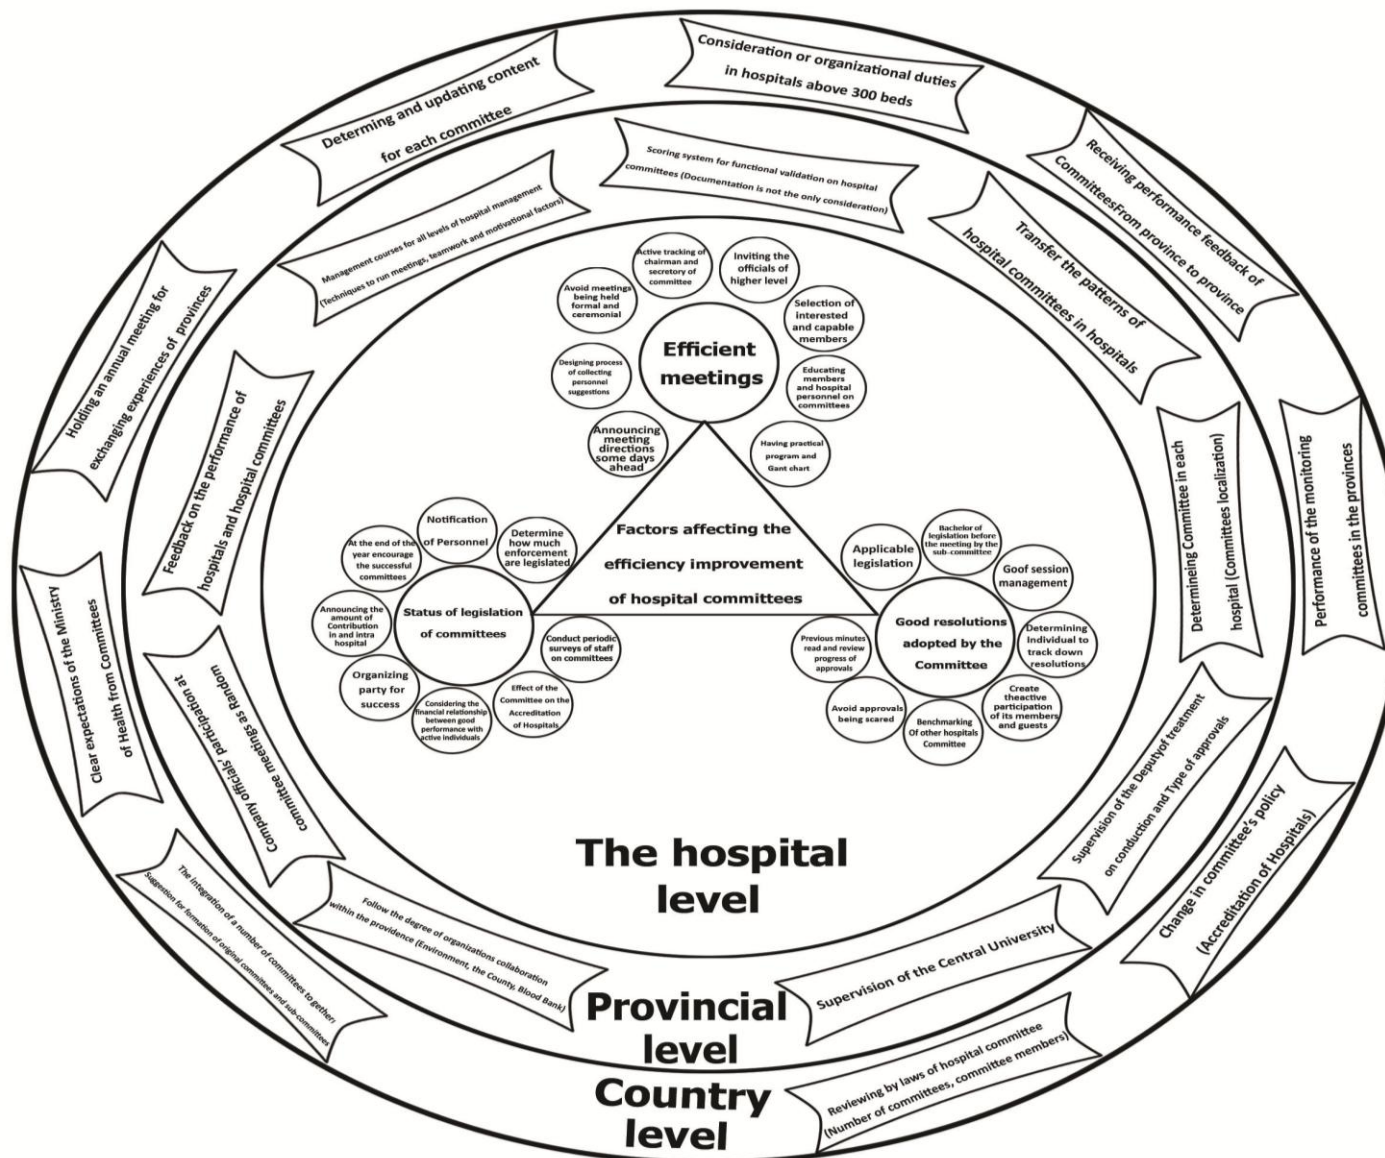 Consideration or organizational duties
in hospitals above 300 beds
Receiving performance feedback of
CommitteesFrom province to province
Performance of the monitoring
committees in the provinces
Change in committee's policy
(Accreditation of Hospitals)
Reviewing by laws of hospital committee
(Number of committees, committee members)
The integration of a number of committees to gether:
Suggestion for formation of original committees and sub-committees
Clear expectations of the Ministry
of Health from Committees
Holding an annual meeting for
exchanging experiences of provinces
Determing and updating content
for each committee
Scoring system for functional validation on hospital
committees (Documentation is not the only consideration)
Transfer the patterns of
hospital committees in hospitals
Determineing Committee in each
hospital (Committees localization)
Supervision of the Deputyof treatment
on conduction and Type of approvals
Supervision of the Central University
Follow the degree of organizations collaboration
within the providence (Environment, the County, Blood Bank)
Company officials' participation at
committee meetings as Random
Feedback on the performance of
hospitals and hospital committees
Management courses for all levels of hospital management
(Techniques to run meetings, teamwork and motivational factors)
Efficient
meetings
Active tracking of
chairman and
secretory of
committee
Inviting the
officials of
higher level
Selection of
interested
and capable
members
Educating
members
and hospital
personnel on
committees
Having practical
program and
Gant chart
Avoid meetings
being held
formal and
ceremonial
Designing process
of collecting
personnel
suggestions
Announcing
meeting
directions
some days
ahead
Factors affecting the
efficiency improvement
of hospital committees
Status of legislation
of committees
Notification
of Personnel
Determine
how much
enforcement
are legislated
At the end of the
year encourage
the successful
committees
Announcing the
amount of
Contribution
in and intra
hospital
Organizing
party for
success
Considering the
financial relationship
between good
performance with
active individuals
Effect of the
Committee on the
Accreditation
of Hospitals
Conduct periodic
surveys of staff
on committees
Good resolutions
adopted by the
Committee
Applicable
legislation
Bachelor of
legislation before
the meeting by the
sub-committee
Goof session
management
Determining
Individual to
track down
resolutions
Create
theactive
participation
of its members
and guests
Benchmarking
Of other hospitals
Committee
Avoid approvals
being scared
Previous minutes
read and review
progress of
approvals
The hospital
level
Provincial
level
Country
level